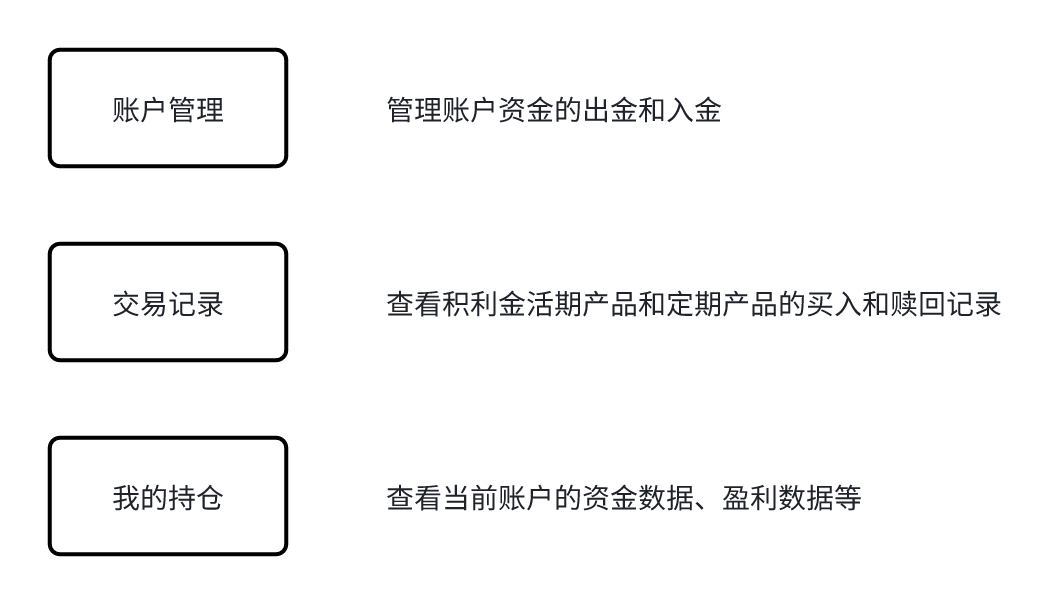 账户管理
管理账户资金的出金和入金
交易记录
查看积利金活期产品和定期产品的买入和赎回记录
我的持仓
查看当前账户的资金数据、盈利数据等